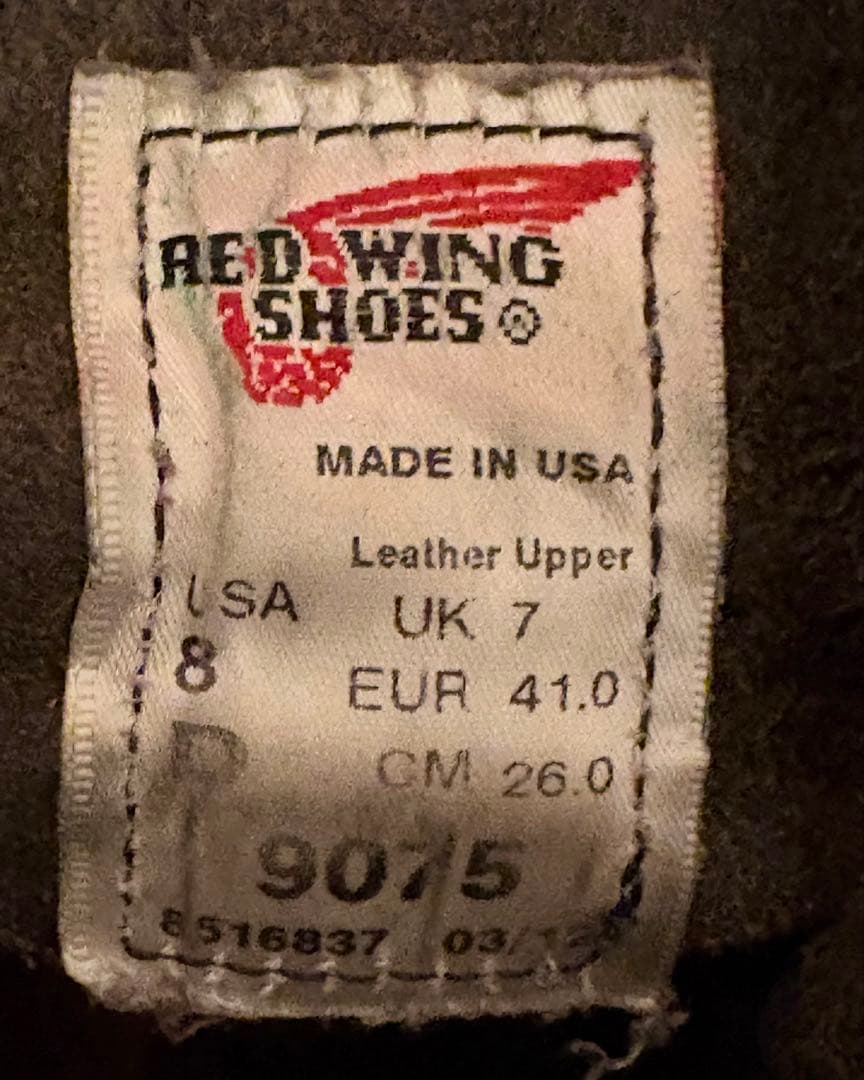 RED WING
SHOES ®
MADE IN USA
Leather Upper
USA UK 7
8 EUR 41.0
D CM 26.0
9075
8516837